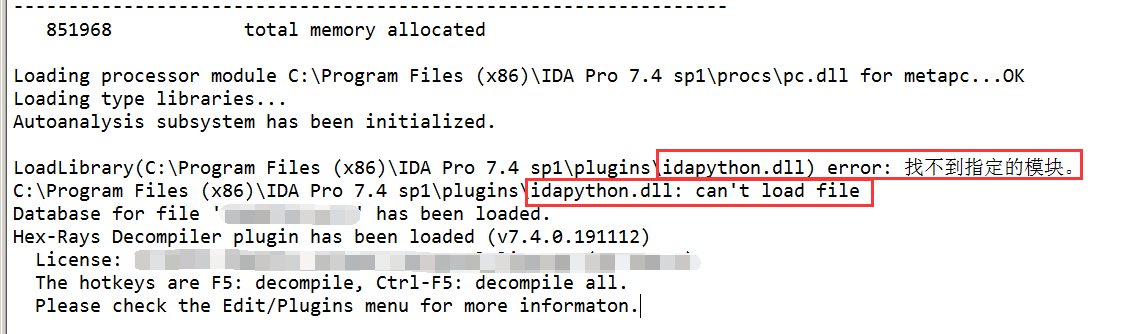 ------------------------------------------------------------------
851968 total memory allocated
Loading processor module C:\Program Files (x86)\IDA Pro 7.4 sp1\procs\pc.dll for metapc...OK
Loading type libraries...
Autoanalysis subsystem has been initialized.
LoadLibrary(C:\Program Files (x86)\IDA Pro 7.4 sp1\plugins\idapython.dll) error: 找不到指定的模块。
C:\Program Files (x86)\IDA Pro 7.4 sp1\plugins\idapython.dll: can't load file
Database for file ' ' has been loaded.
Hex-Rays Decompiler plugin has been loaded (v7.4.0.191112)
License:
The hotkeys are F5: decompile, Ctrl-F5: decompile all.
Please check the Edit/Plugins menu for more informaton.